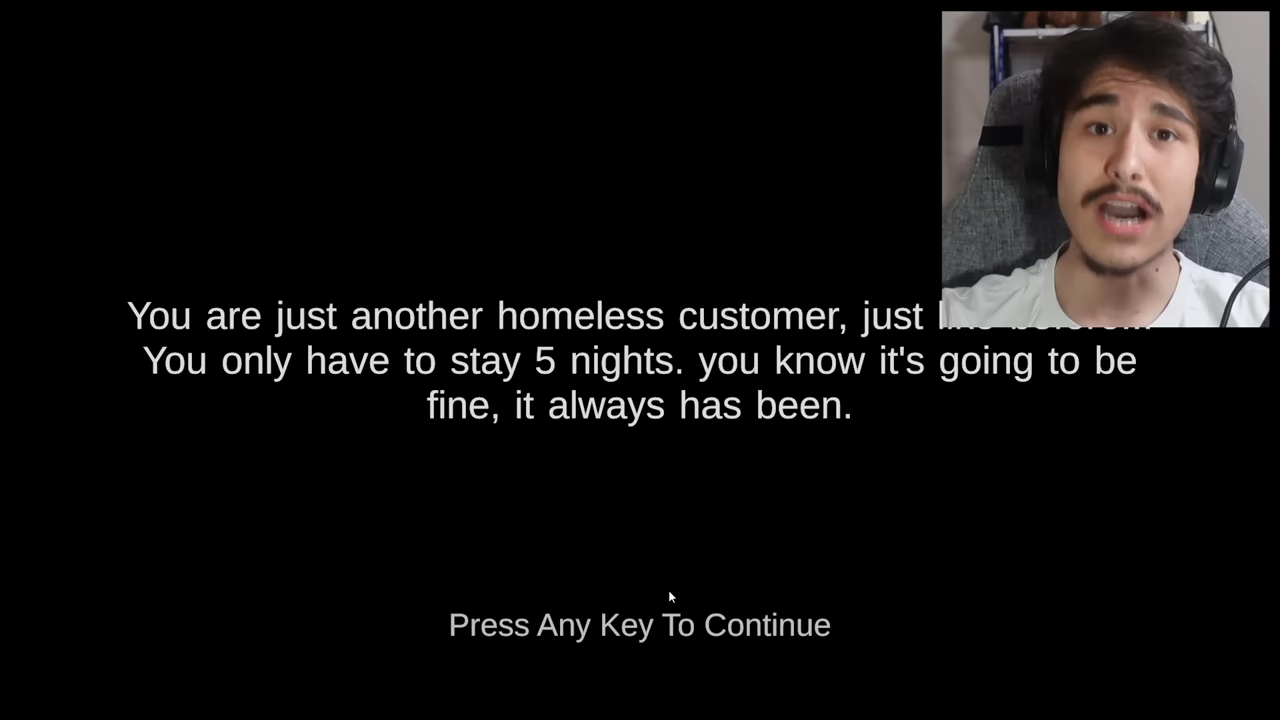 You are just another homeless customer, just
You only have to stay 5 nights. you know it's going to be
fine, it always has been.
Press Any Key To Continue